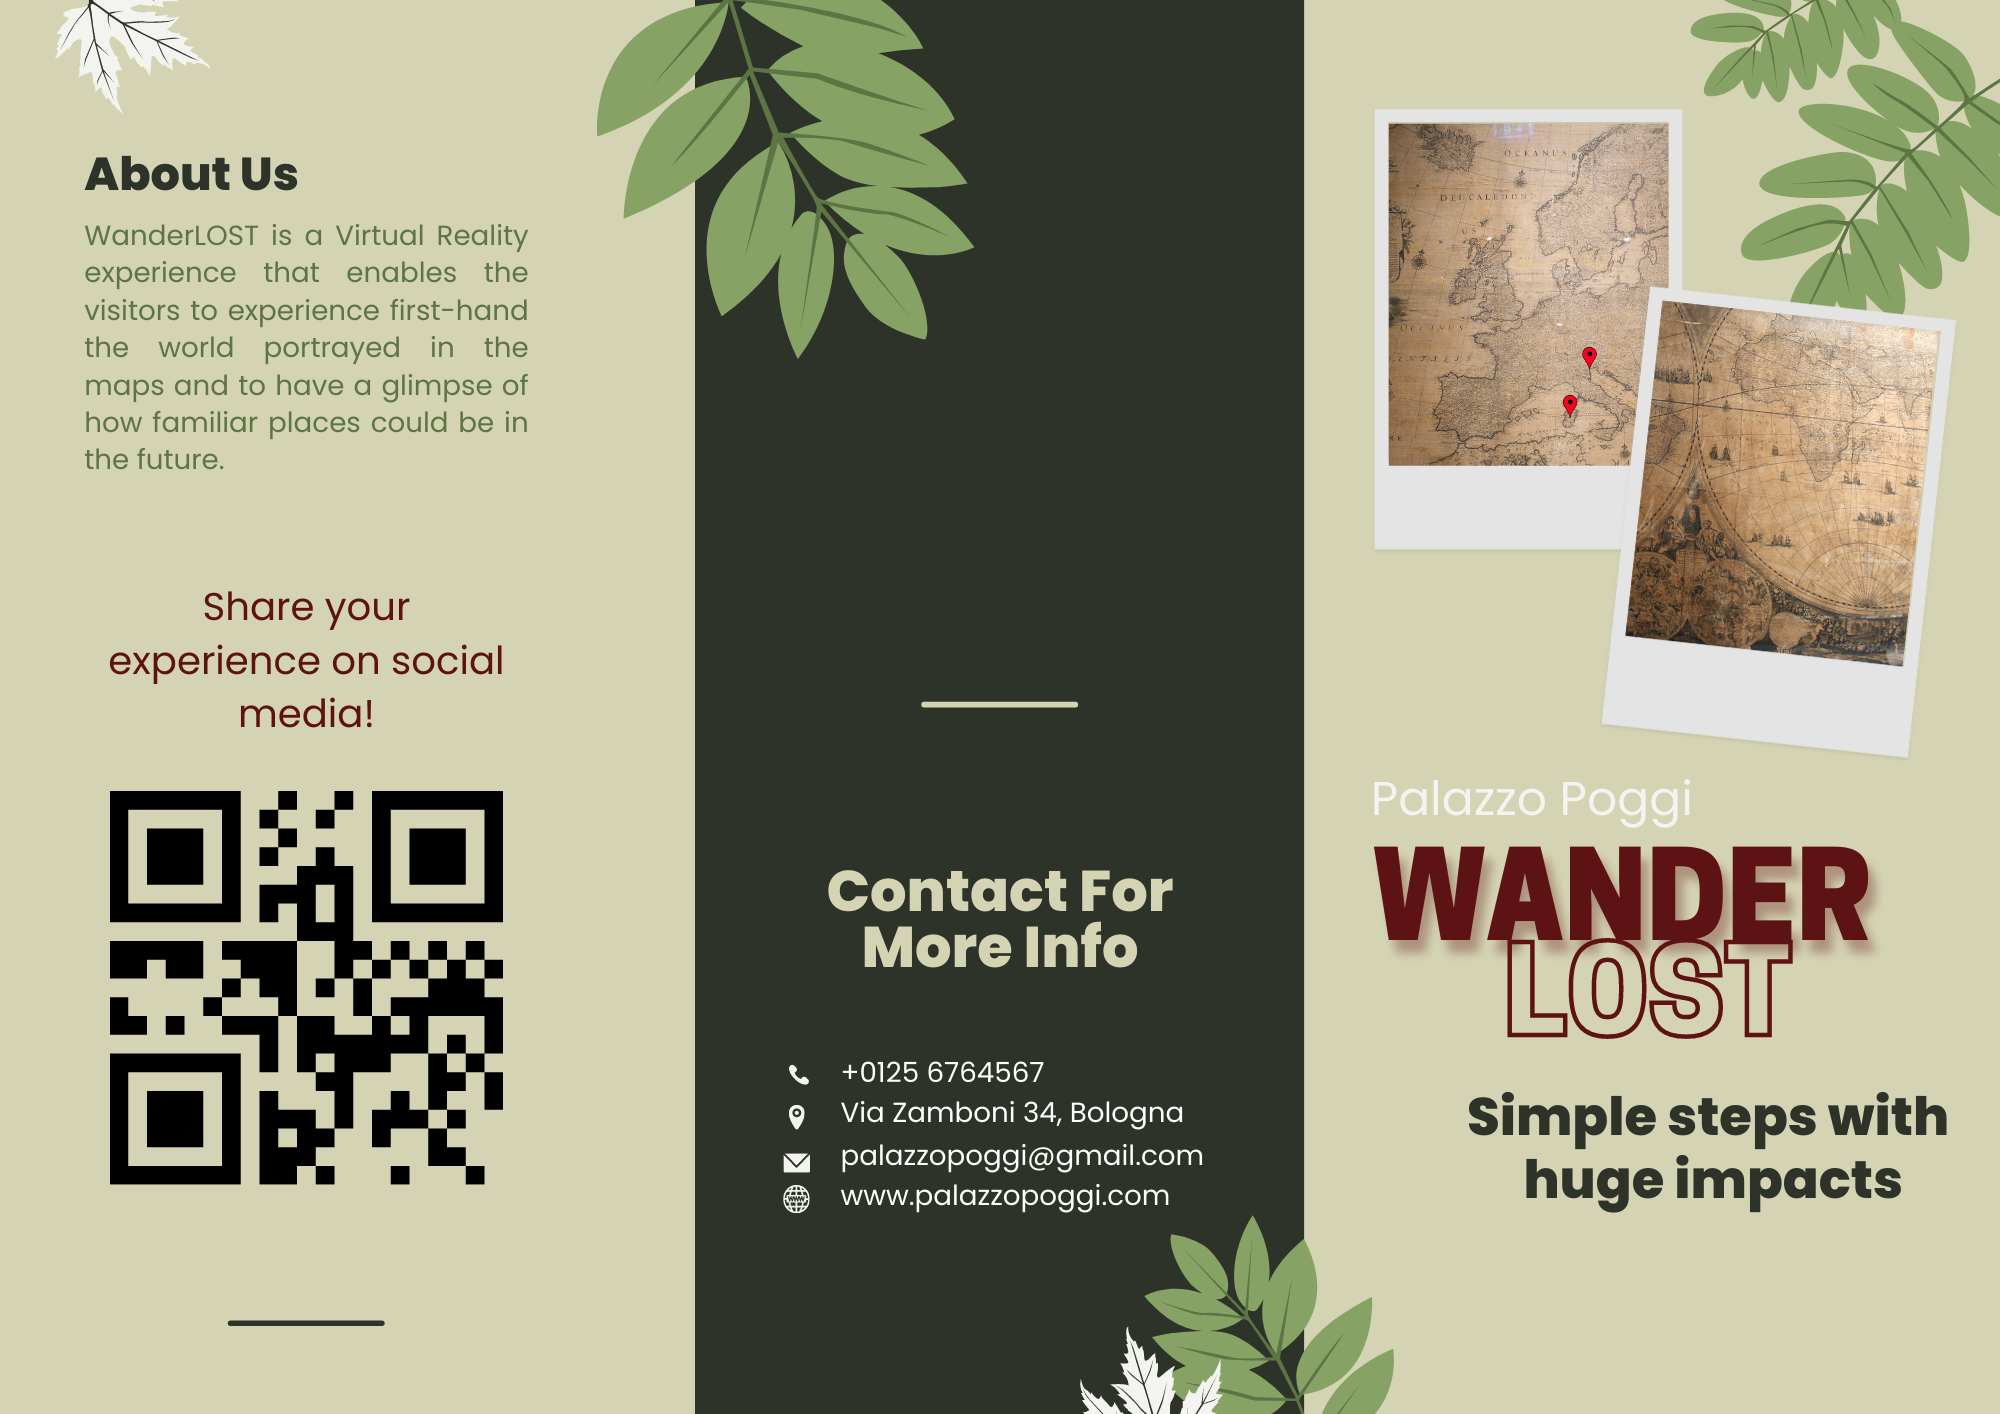 About Us
WanderLOST is a Virtual Reality
experience that enables the
visitors to experience first-hand
the world portrayed in the
maps and to have a glimpse of
how familiar places could be in
the future.
Share your
experience on social
media!
Contact For
More Info
+0125 6764567
Via Zamboni 34, Bologna
palazzopoggi@gmail.com
www.palazzopoggi.com
OCEANUS
DEUCALEDON
US
Palazzo Poggi
WANDER
LOST
Simple steps with
huge impacts